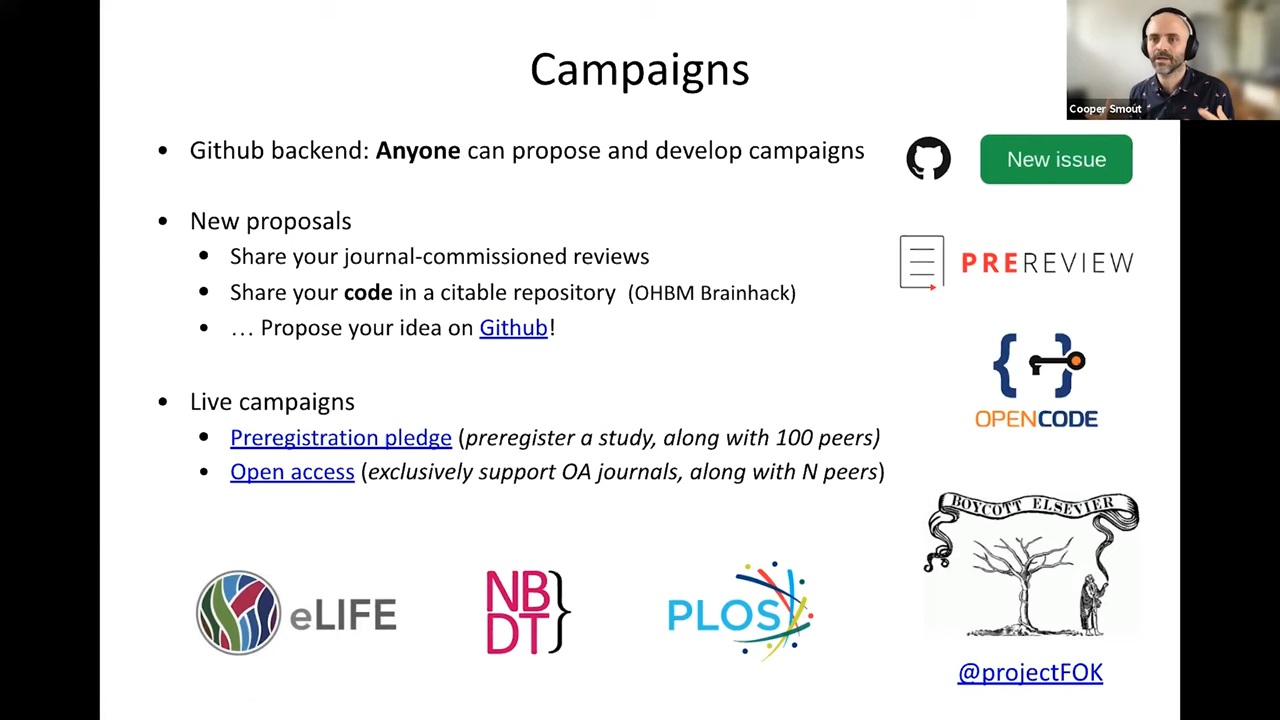 Campaigns
Cooper Smout
• Github backend: Anyone can propose and develop campaigns
New issue
• New proposals
• Share your journal-commissioned reviews
PREREVIEW
• Share your code in a citable repository (OHBM Brainhack)
• … Propose your idea on Github!
OPENCODE
• Live campaigns
• Preregistration pledge (preregister a study, along with 100 peers)
• Open access (exclusively support OA journals, along with N peers)
BOYCOTT ELSEVIER
eLIFE
NB
DT}
PLOS
@projectFOK